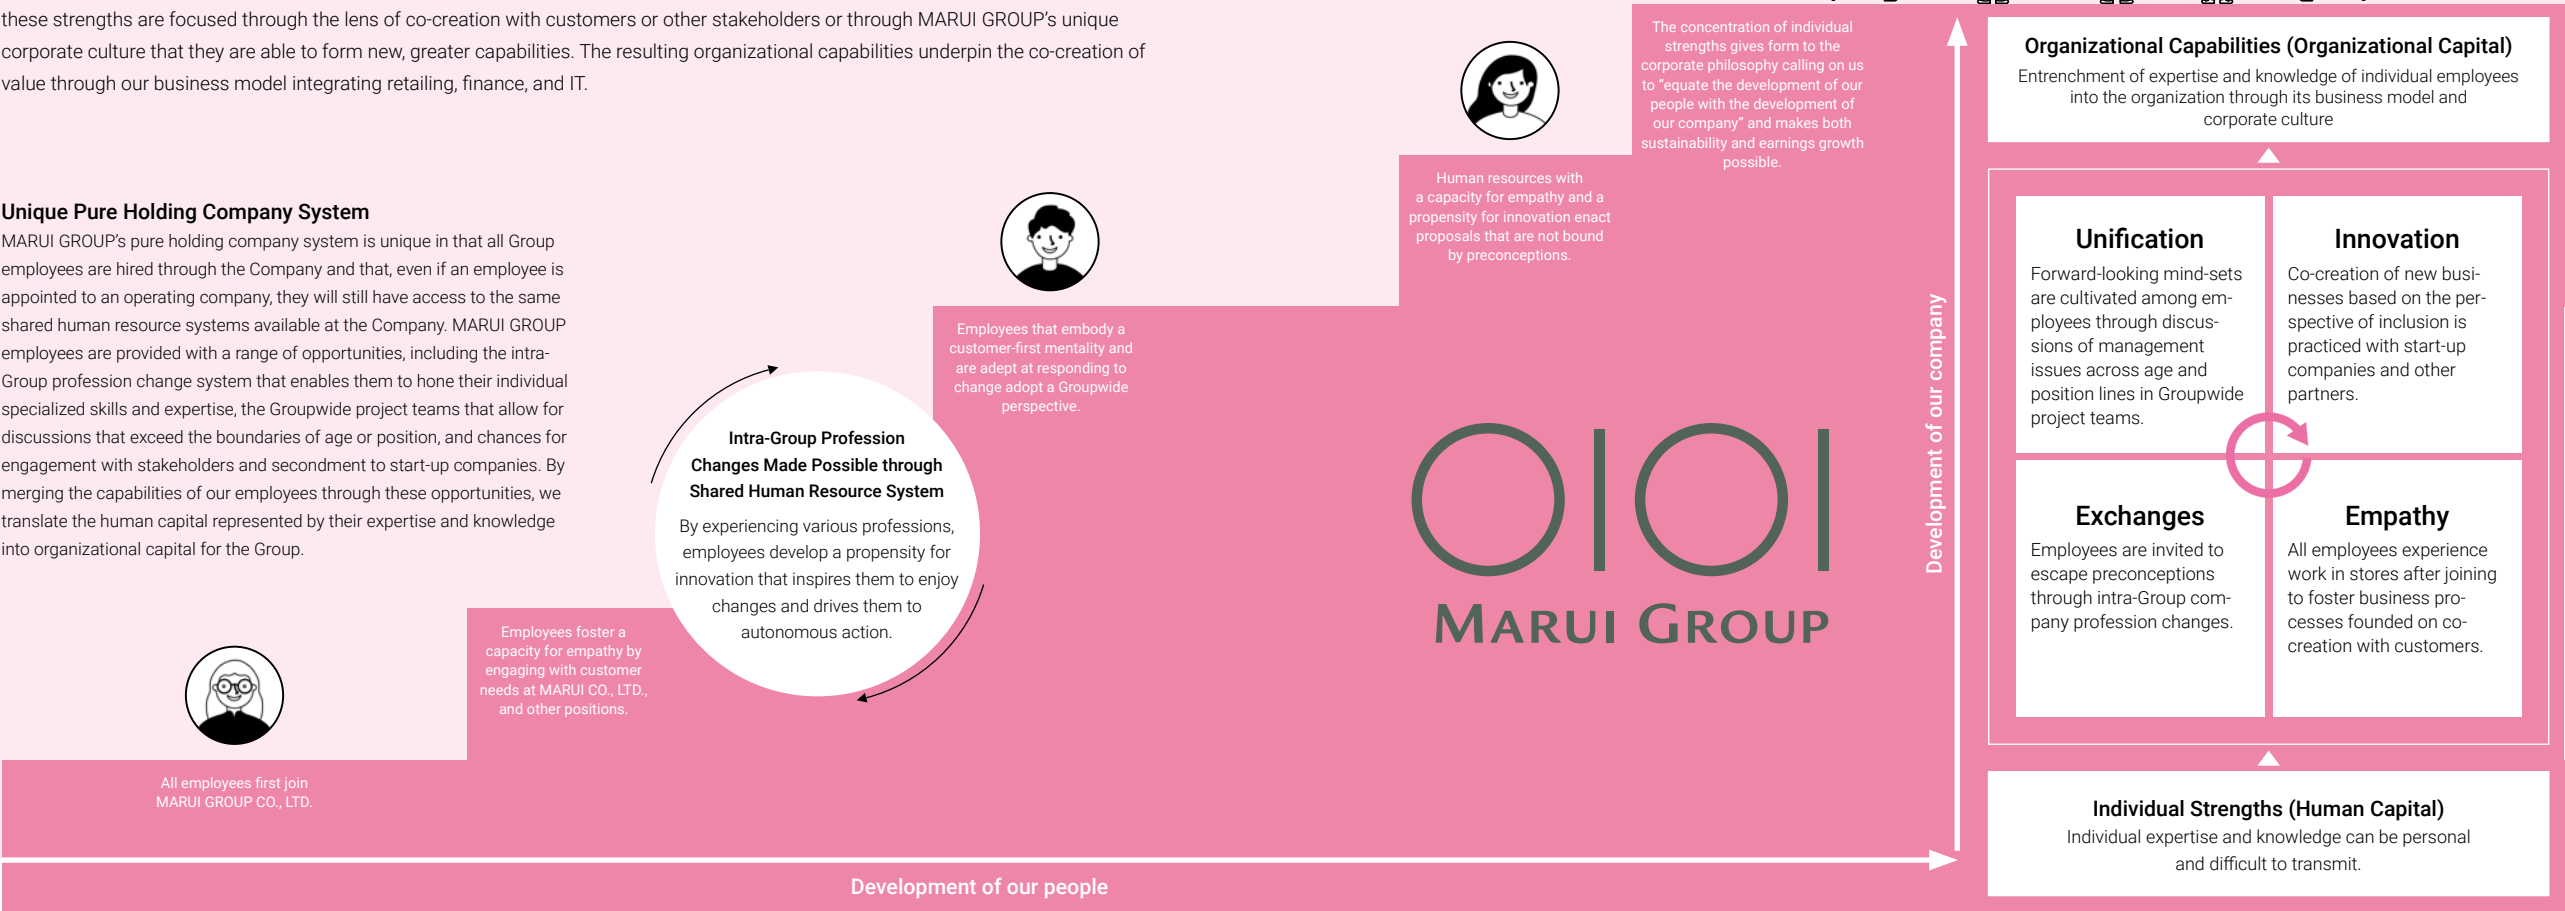 these strengths are focused through the lens of co-creation with customers or other stakeholders or through MARUI GROUP's unique
corporate culture that they are able to form new, greater capabilities. The resulting organizational capabilities underpin the co-creation of
value through our business model integrating retailing, finance, and IT.
Unique Pure Holding Company System
MARUI GROUP's pure holding company system is unique in that all Group
employees are hired through the Company and that, even if an employee is
appointed to an operating company, they will still have access to the same
shared human resource systems available at the Company. MARUI GROUP
employees are provided with a range of opportunities, including the intra-
Group profession change system that enables them to hone their individual
specialized skills and expertise, the Groupwide project teams that allow for
discussions that exceed the boundaries of age or position, and chances for
engagement with stakeholders and secondment to start-up companies. By
merging the capabilities of our employees through these opportunities, we
translate the human capital represented by their expertise and knowledge
into organizational capital for the Group.
All employees first join
MARUI GROUP CO., LTD.
Employees foster a
capacity for empathy by
engaging with customer
needs at MARUI CO., LTD.,
and other positions.
Intra-Group Profession
Changes Made Possible through
Shared Human Resource System
By experiencing various professions,
employees develop a propensity for
innovation that inspires them to enjoy
changes and drives them to
autonomous action.
Employees that embody a
customer-first mentality and
are adept at responding to
change adopt a Groupwide
perspective.
Human resources with
a capacity for empathy and a
propensity for innovation enact
proposals that are not bound
by preconceptions.
The concentration of individual
strengths gives form to the
corporate philosophy calling on us
to “equate the development of our
people with the development of
our company” and makes both
sustainability and earnings growth
possible.
OIOI
MARUI GROUP
Development of our people
Development of our company
Organizational Capabilities (Organizational Capital)
Entrenchment of expertise and knowledge of individual employees
into the organization through its business model and
corporate culture
Unification
Forward-looking mind-sets
are cultivated among em-
ployees through discus-
sions of management
issues across age and
position lines in Groupwide
project teams.
Innovation
Co-creation of new busi-
nesses based on the per-
spective of inclusion is
practiced with start-up
companies and other
partners.
Exchanges
Employees are invited to
escape preconceptions
through intra-Group com-
pany profession changes.
Empathy
All employees experience
work in stores after joining
to foster business pro-
cesses founded on co-
creation with customers.
Individual Strengths (Human Capital)
Individual expertise and knowledge can be personal
and difficult to transmit.